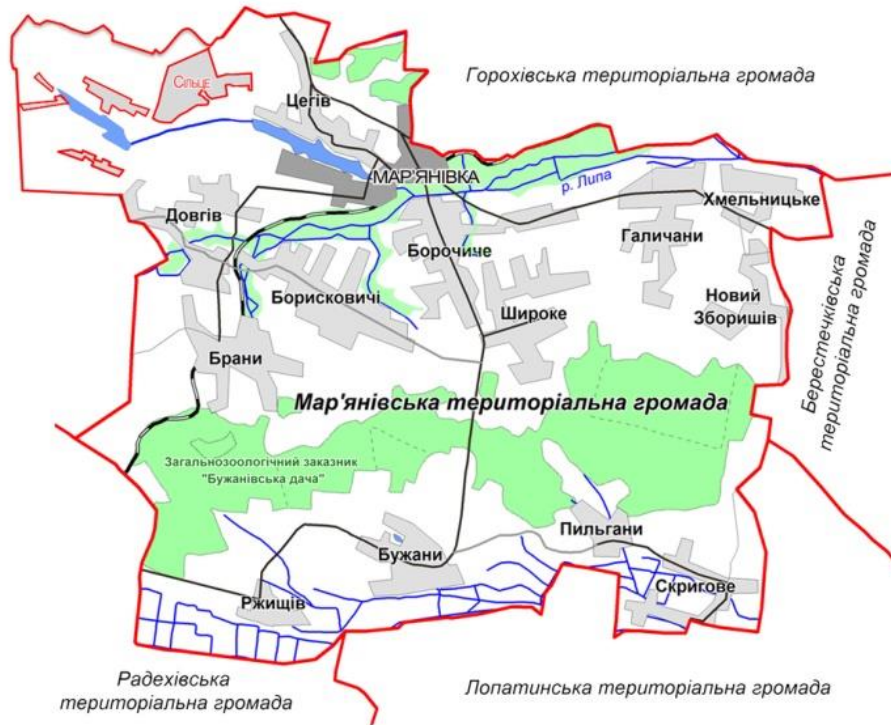 Горохівська територіальна громада
Сільце
Цегів
МАР'ЯНІВКА
р. Липа
Хмельницьке
Довгів
Галичани
Борочиче
Берестечківська
територіальна громада
Борисковичі
Широке
Новий
Зборишів
Брани
Мар'янівська територіальна громада
Загальнозоологічний заказник
"Бужанівська дача"
Пильгани
Бужани
Скригове
Ржищів
Радехівська
територіальна громада
Лопатинська територіальна громада